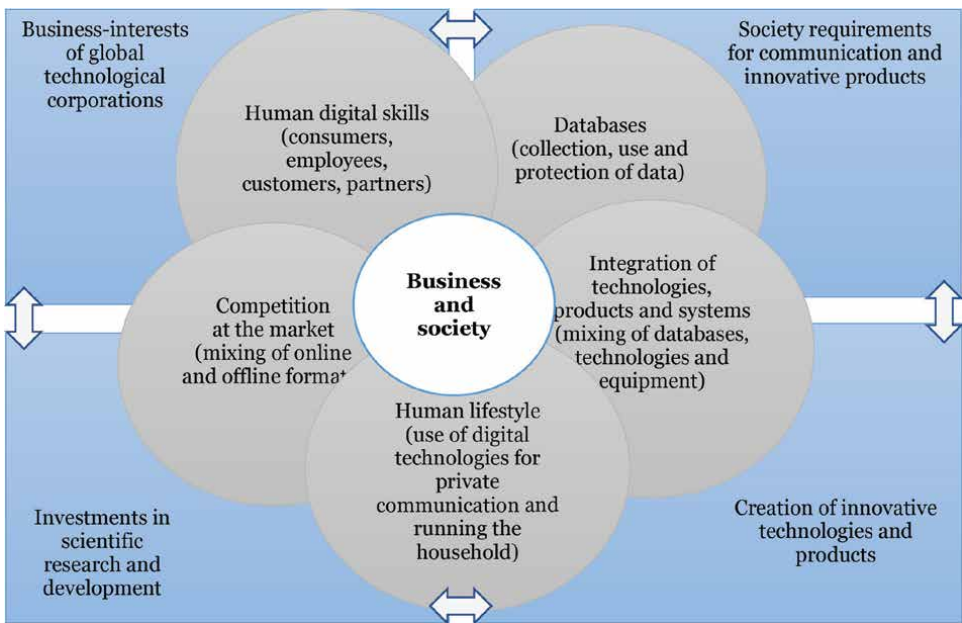 Business-interests
of global
technological
corporations
Society requirements
for communication and
innovative products
Human digital skills
(consumers,
employees,
customers, partners)
Databases
(collection, use and
protection of data)
Business
and
society
Competition
at the market
(mixing of online
and offline format
Integration of
technologies,
products and systems
(mixing of databases,
technologies and
equipment)
Human lifestyle
(use of digital
technologies for
private
communication and
running the
household)
Investments in
scientific
research and
development
Creation of innovative
technologies and
products